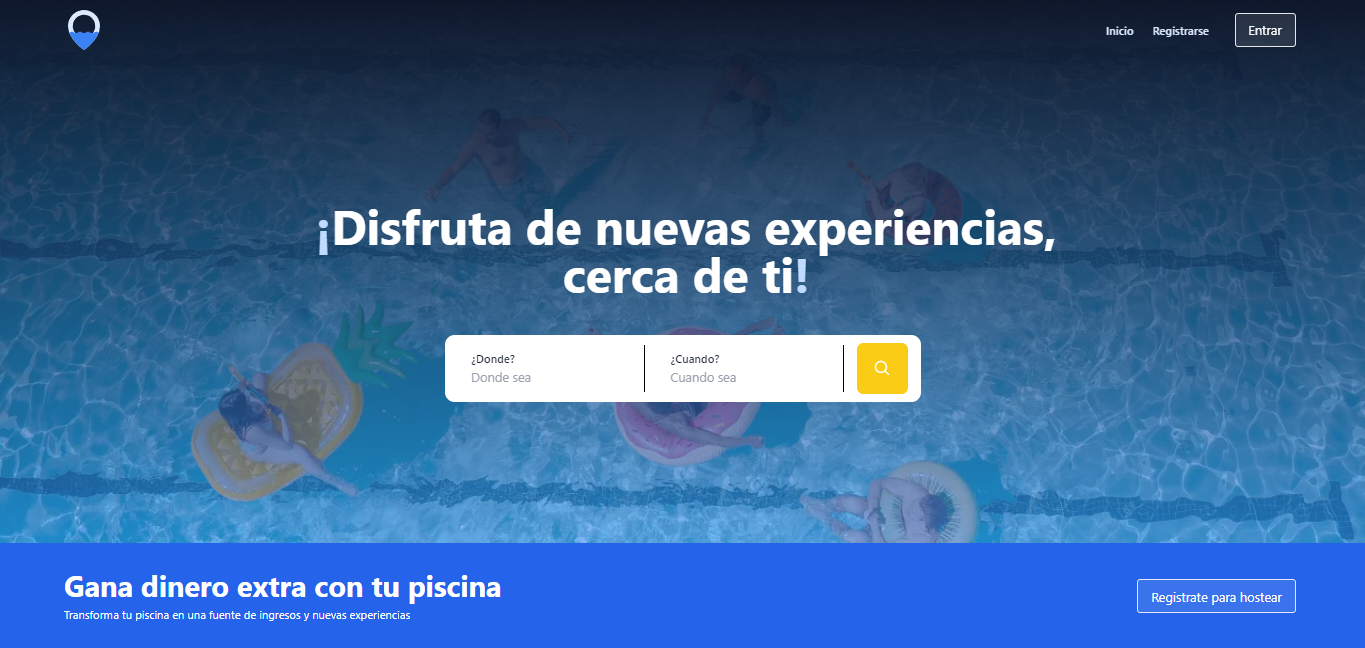 Inicio
Registrarse
Entrar
¡Disfruta de nuevas experiencias,
cerca de ti!
¿Donde?
Donde sea
¿Cuando?
Cuando sea
Gana dinero extra con tu piscina
Transforma tu piscina en una fuente de ingresos y nuevas experiencias
Registrate para hostear